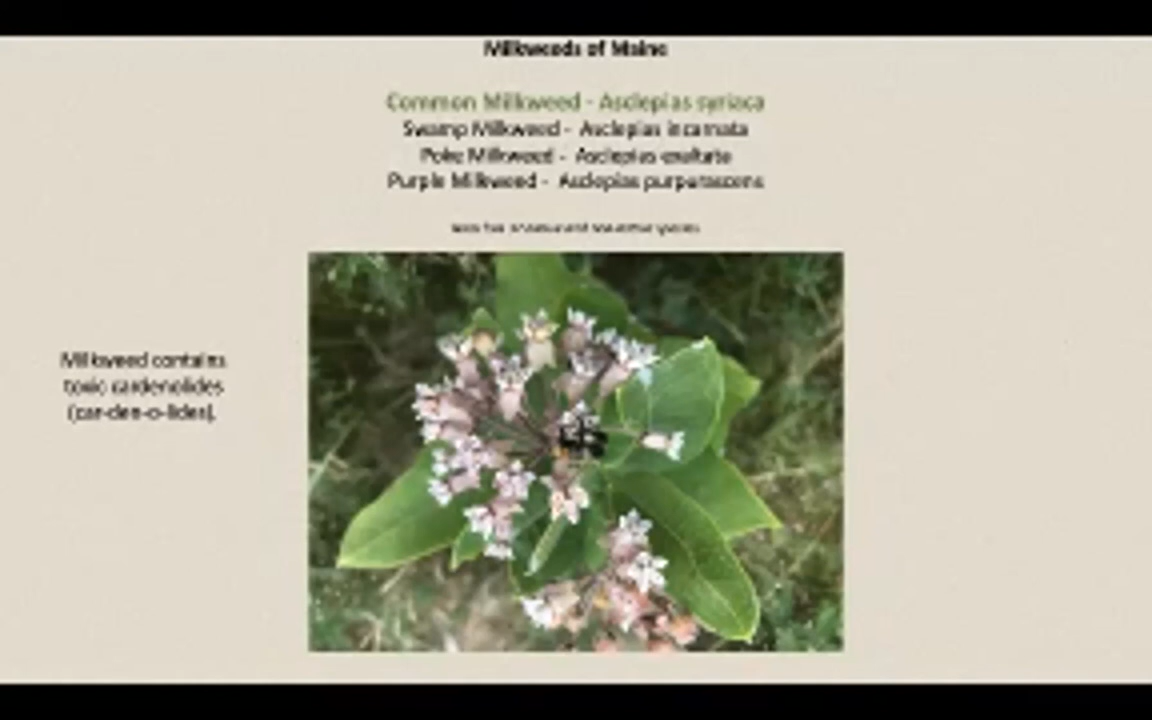 Milkweeds of Maine
Common Milkweed - Asclepias syriaca
Swamp Milkweed - Asclepias incarnata
Poke Milkweed - Asclepias exaltata
Purple Milkweed - Asclepias purpurascens
Milkweed contains
toxic cardenolides
(car-den-o-lides).